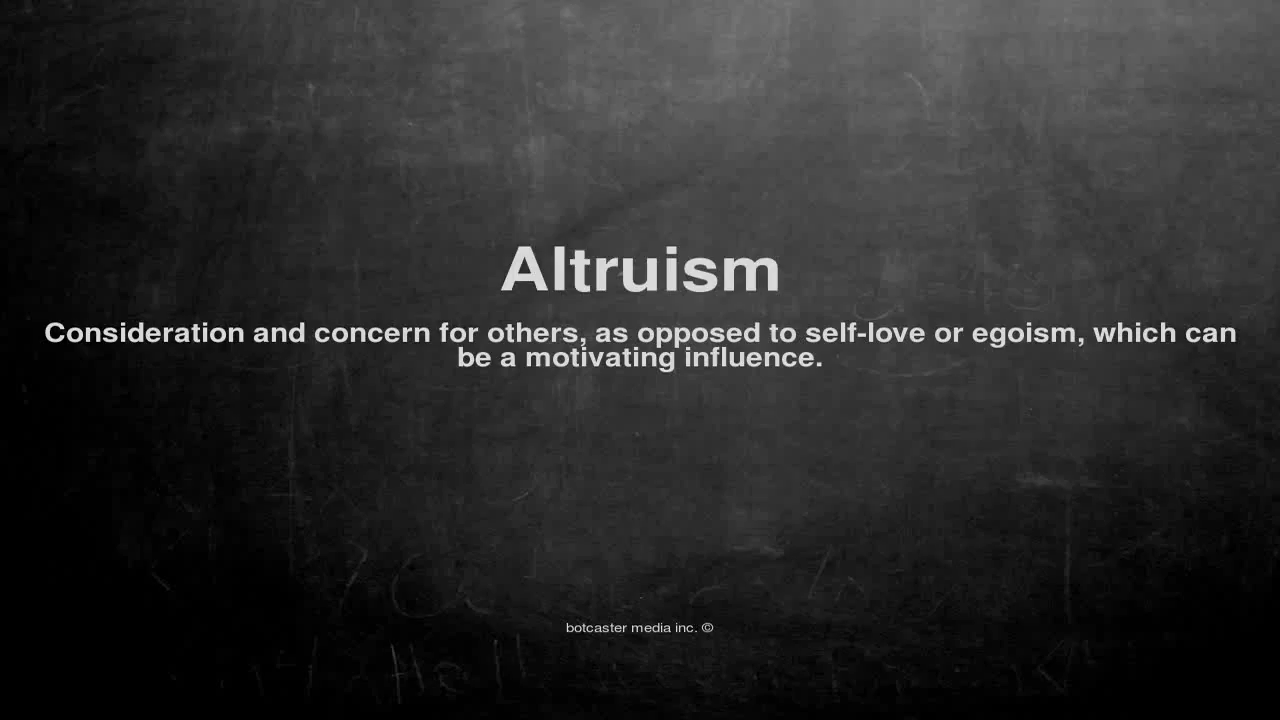 Altruism
Consideration and concern for others, as opposed to self-love or egoism, which can
be a motivating influence.
botcaster media inc. ©